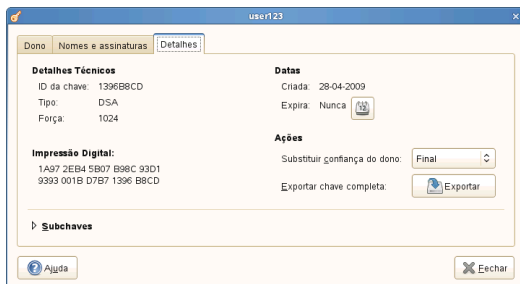 user123
Dono
Nomes e assinaturas
Detalhes
Detalhes Técnicos
ID da chave: 1396B8CD
Tipo: DSA
Força: 1024
Impressão Digital:
1A97 2EB4 5B07 B98C 93D1
9393 001B D7B7 1396 B8CD
Datas
Criada: 28-04-2009
Expira: Nunca
Ações
Substituir confiança do dono: Final
Exportar chave completa: Exportar
Subchaves
Ajuda
Fechar